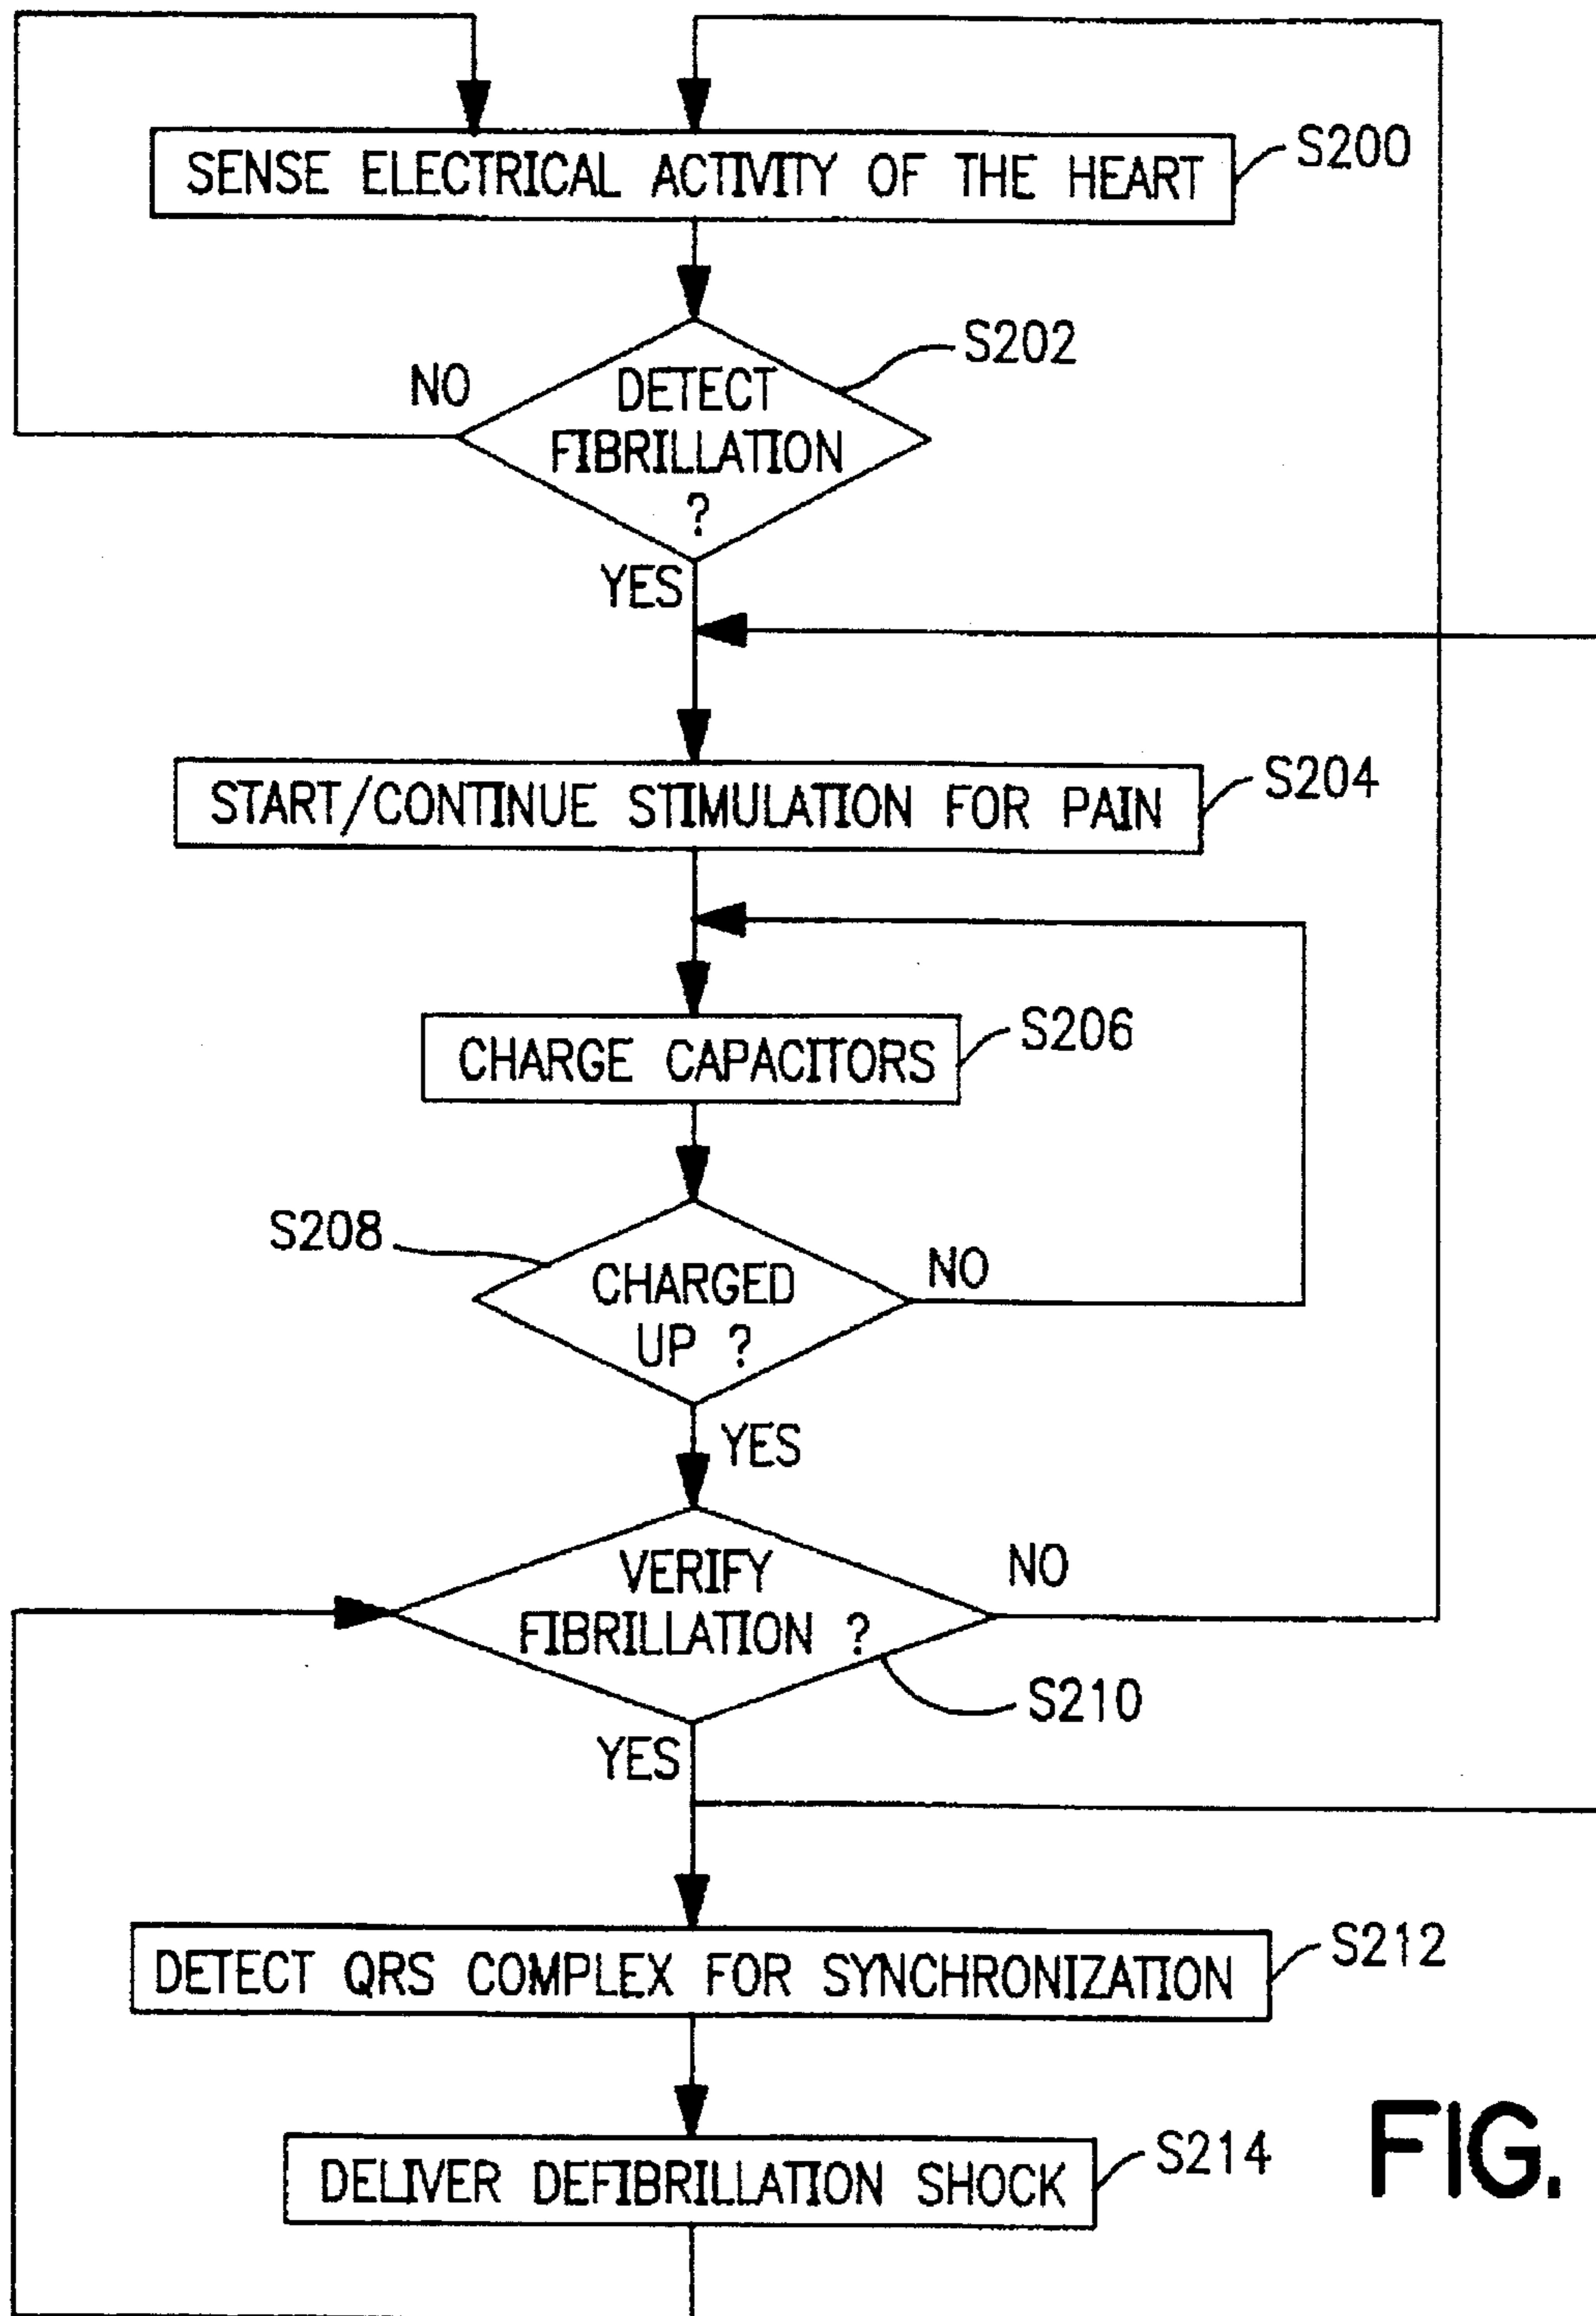 SENSE ELECTRICAL ACTIVITY OF THE HEART
S200
S202
NO
DETECT
FIBRILLATION
?
YES
START/CONTINUE STIMULATION FOR PAIN
S204
CHARGE CAPACITORS
S206
S208
CHARGED
UP ?
NO
YES
VERIFY
FIBRILLATION ?
NO
S210
YES
DETECT QRS COMPLEX FOR SYNCHRONIZATION
S212
DELIVER DEFIBRILLATION SHOCK
S214
FIG.